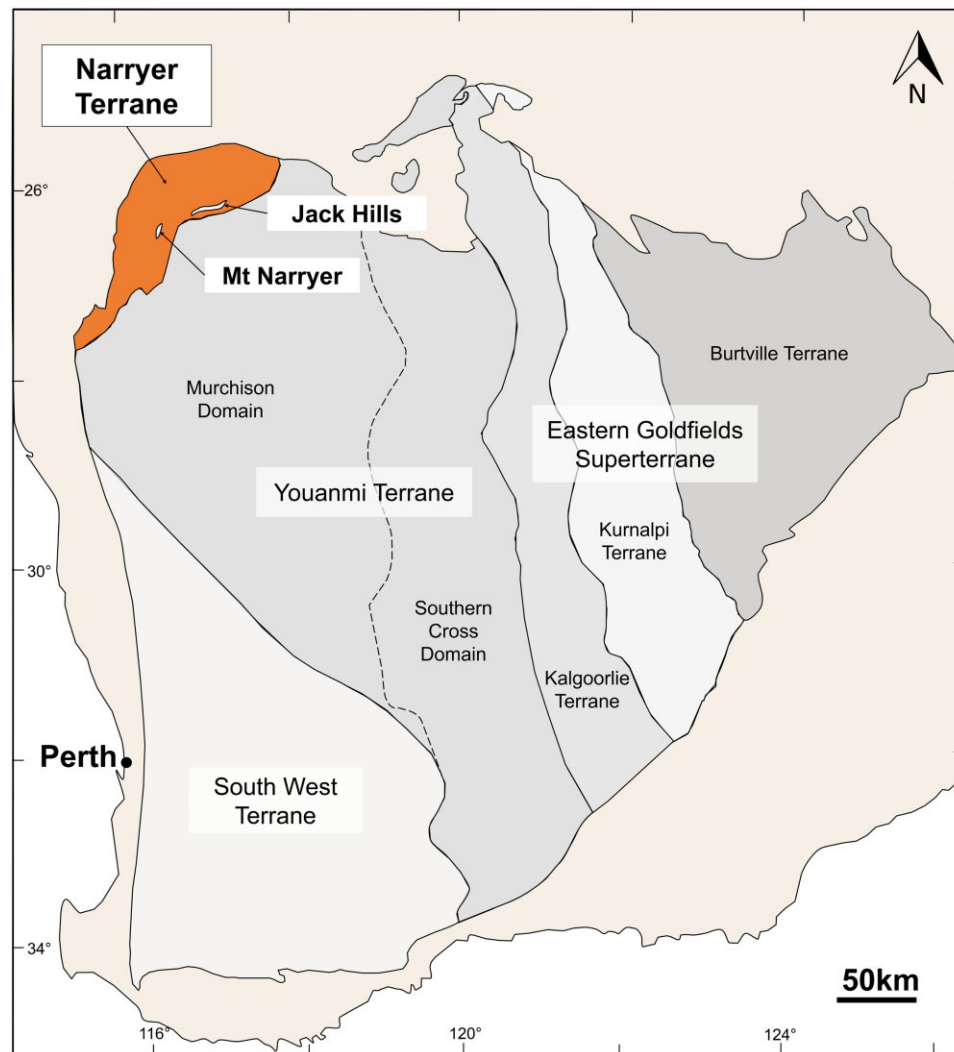 Narryer
Terrane
N
26°
Jack Hills
Mt Narryer
Burtville Terrane
Murchison
Domain
Eastern Goldfields
Superterrane
Youanmi Terrane
Kurnalpi
Terrane
30°
Southern
Cross
Domain
Kalgoorlie
Terrane
Perth
South West
Terrane
34°
50km
116°
120°
124°